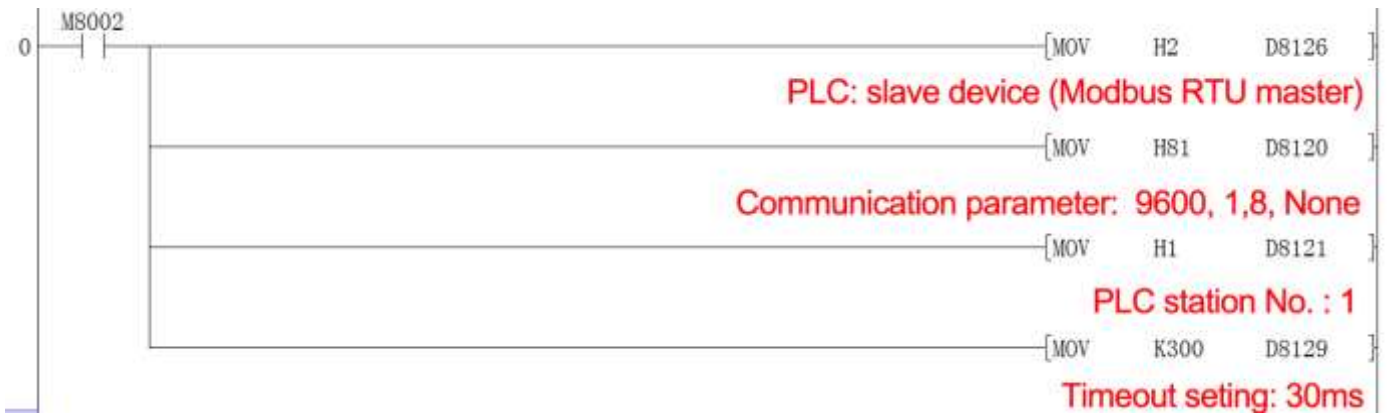 M8002
0 [MOV H2 D8126 ]
PLC: slave device (Modbus RTU master)
[MOV H81 D8120 ]
Communication parameter: 9600, 1,8, None
[MOV H1 D8121 ]
PLC station No. : 1
[MOV K300 D8129 ]
Timeout seting: 30ms